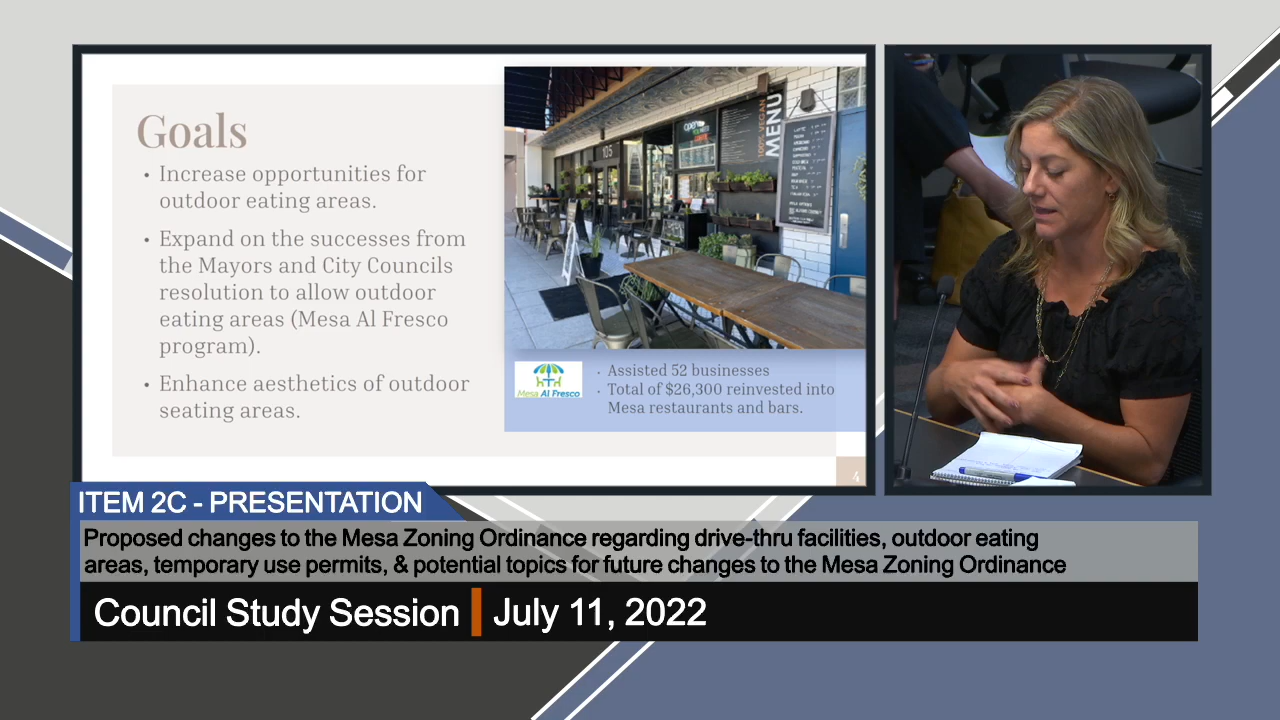 Goals
• Increase opportunities for
outdoor eating areas.
• Expand on the successes from
the Mayors and City Councils
resolution to allow outdoor
eating areas (Mesa Al Fresco
program).
• Enhance aesthetics of outdoor
seating areas.
105
open
100% VEGAN
MENU
Mesa Al Fresco
• Assisted 52 businesses
• Total of $26,300 reinvested into
Mesa restaurants and bars.
4
ITEM 2C - PRESENTATION
Proposed changes to the Mesa Zoning Ordinance regarding drive-thru facilities, outdoor eating
areas, temporary use permits, & potential topics for future changes to the Mesa Zoning Ordinance
Council Study Session | July 11, 2022